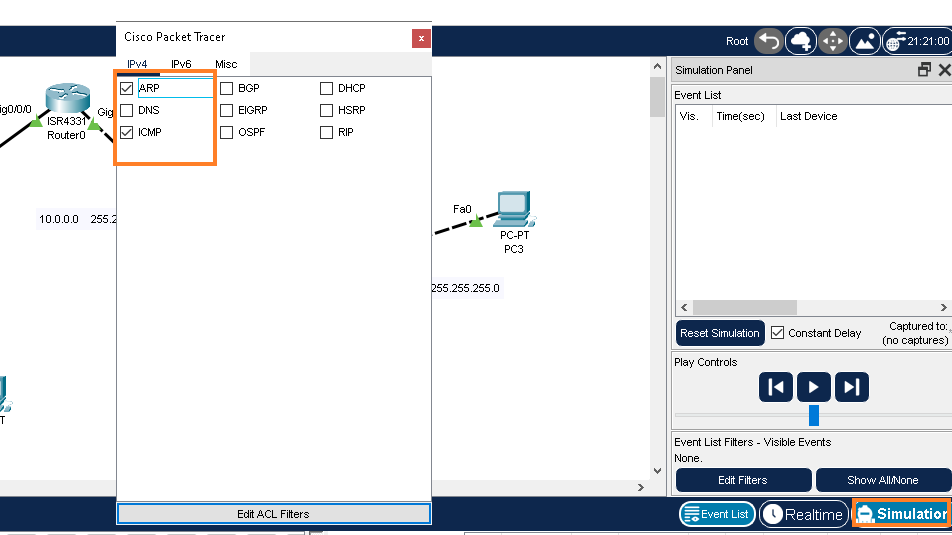 Cisco Packet Tracer
x
IPv4 IPv6 Misc
ARP BGP DHCP
DNS EIGRP HSRP
ICMP OSPF RIP
Edit ACL Filters
ig0/0/0
Gig
ISR4331
Router0
10.0.0.0 255.2
Fa0
PC-PT
PC3
255.255.255.0
T
Root
21:21:00
Simulation Panel
Event List
Vis. Time(sec) Last Device
Reset Simulation
Constant Delay
Captured to:
(no captures)
Play Controls
Event List Filters - Visible Events
None.
Edit Filters
Show All/None
Event List
Realtime
Simulation